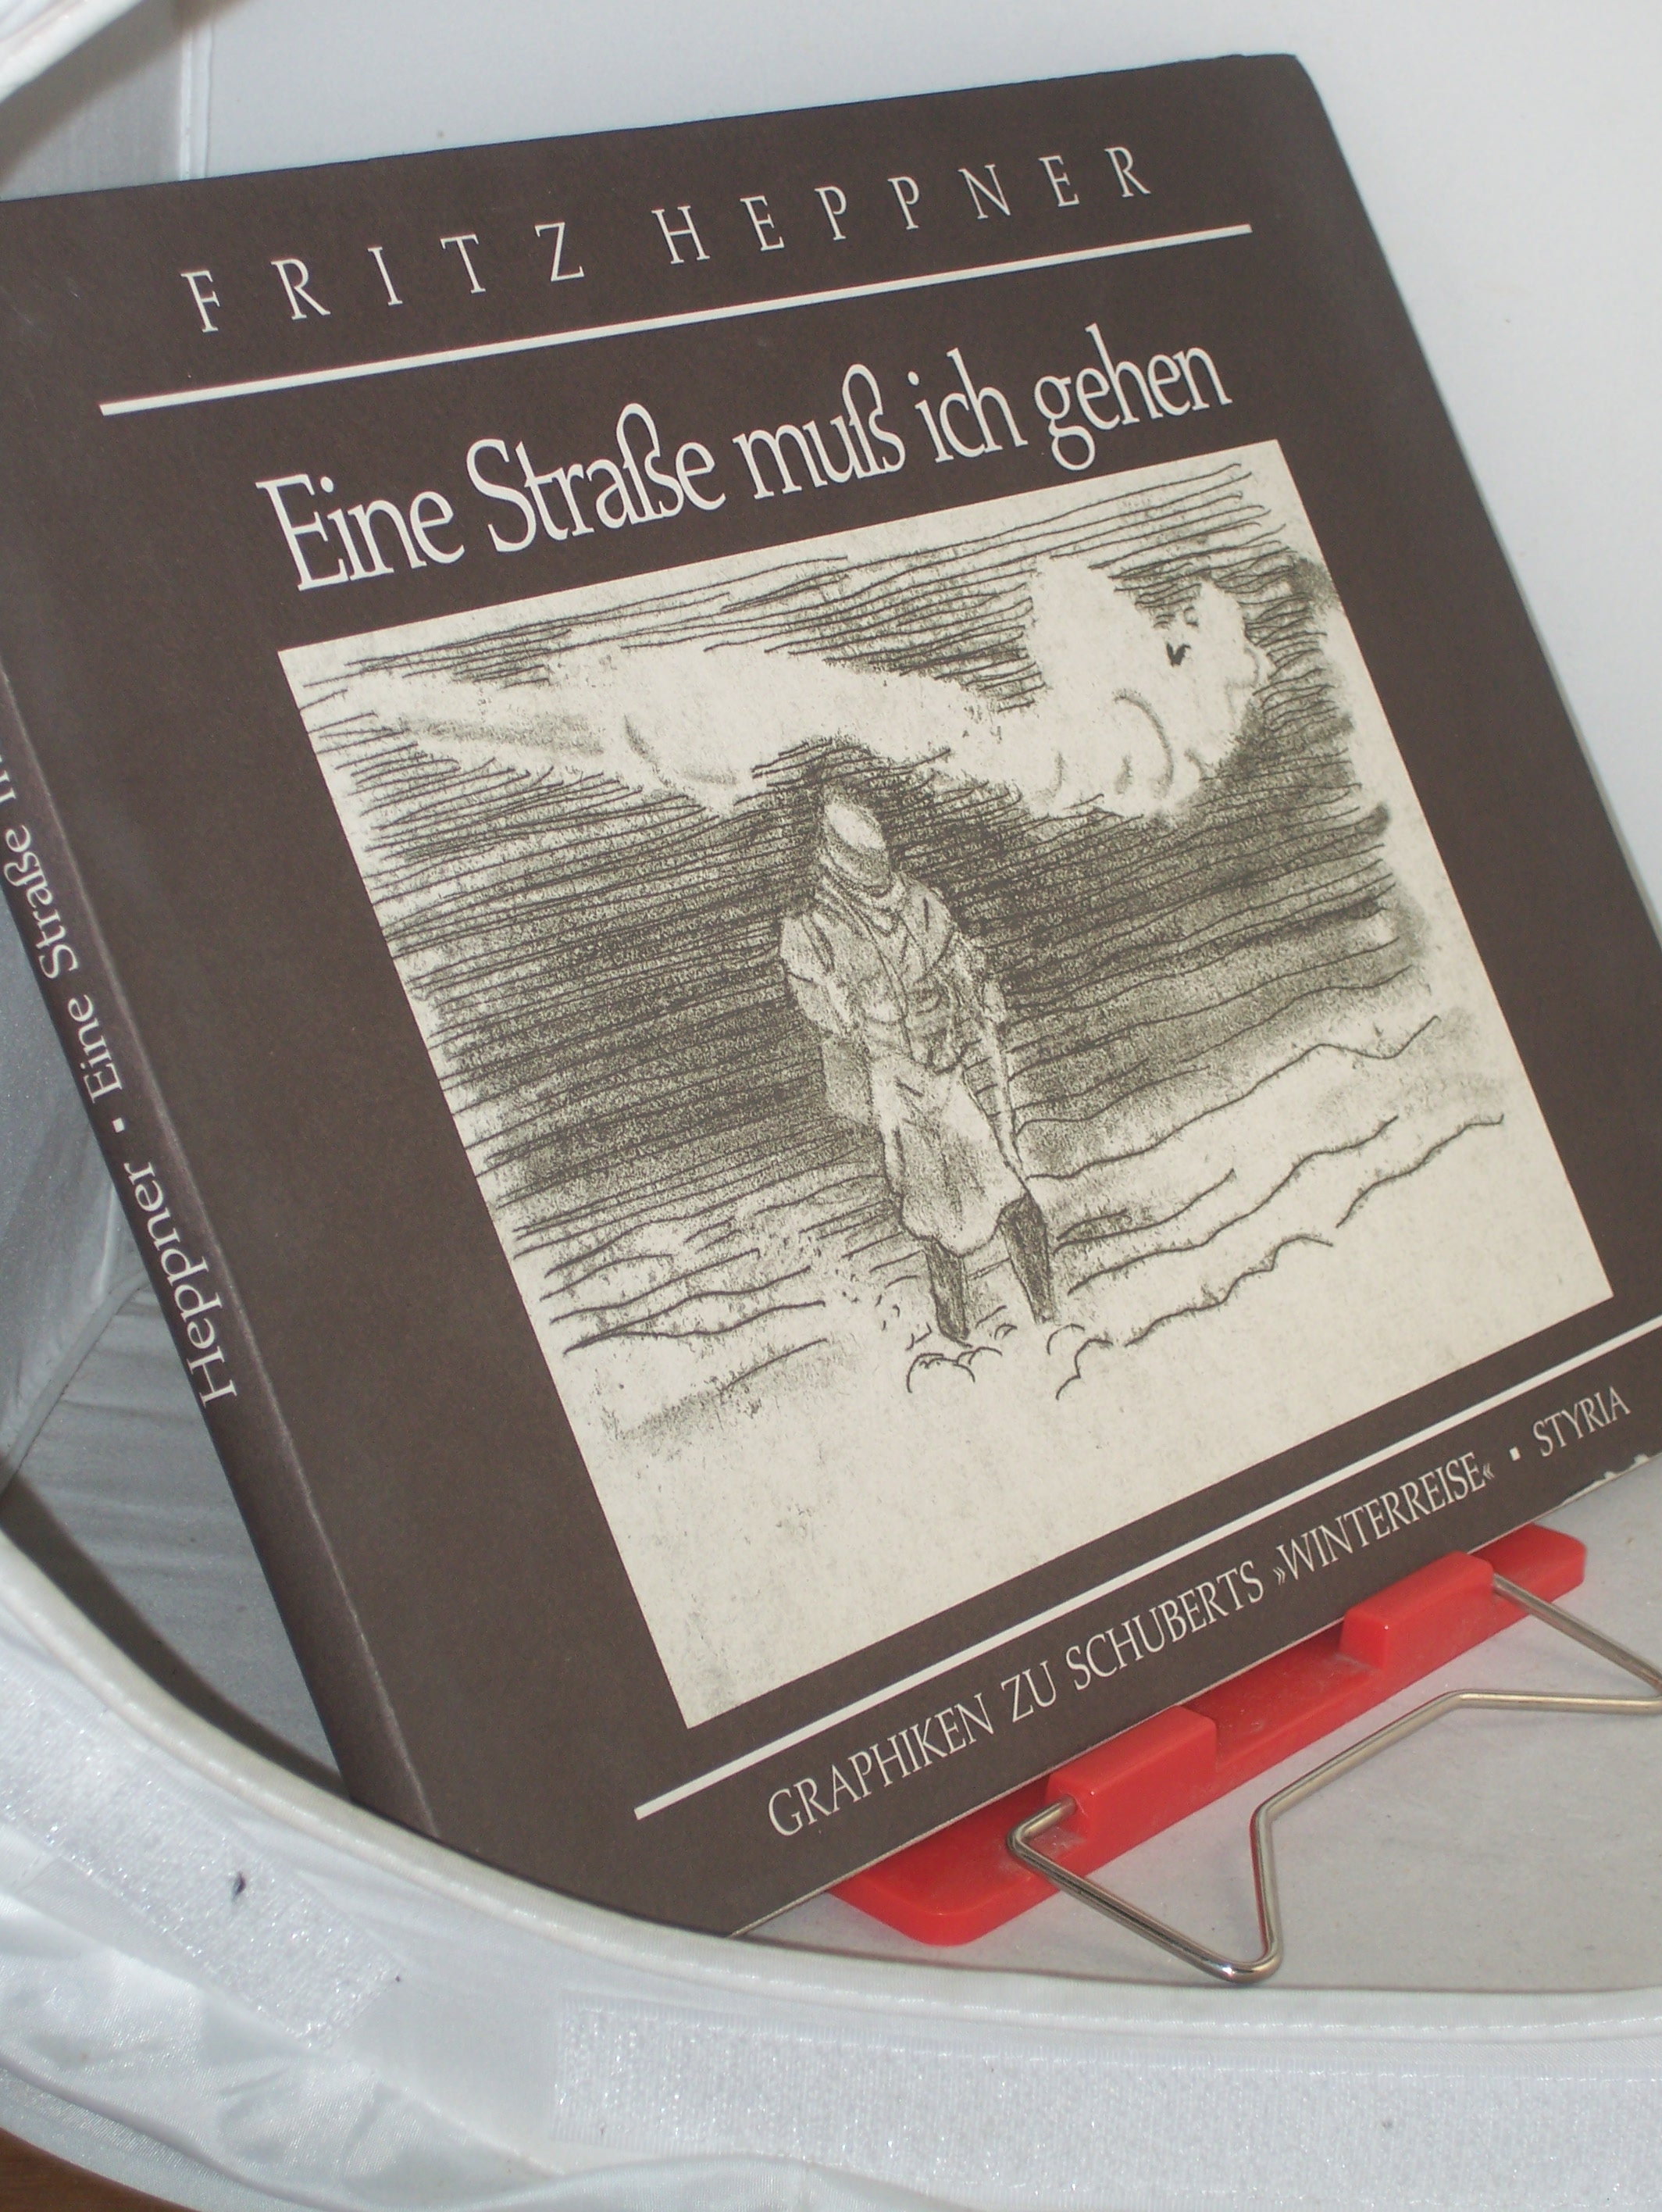 FRITZ HEPPNER
Eine Straße muß ich gehen
GRAPHIKEN ZU SCHUBERTS »WINTERREISE« ▪ STYRIA
Heppner ▪ Eine Straße